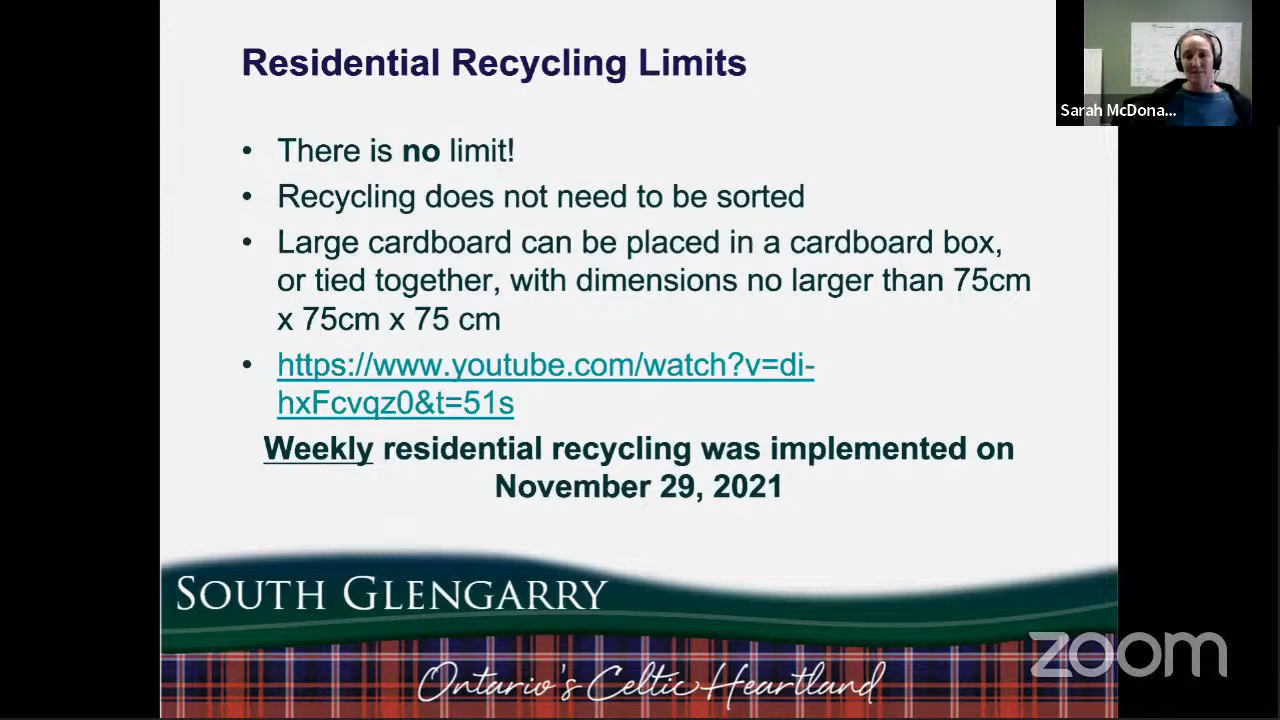 Residential Recycling Limits
Sarah McDona...
• There is no limit!
• Recycling does not need to be sorted
• Large cardboard can be placed in a cardboard box,
or tied together, with dimensions no larger than 75cm
x 75cm x 75 cm
• https://www.youtube.com/watch?v=di-
hxFcvqz0&t=51s
Weekly residential recycling was implemented on
November 29, 2021
SOUTH GLENGARRY
Ontario's Celtic Heartland
zoom